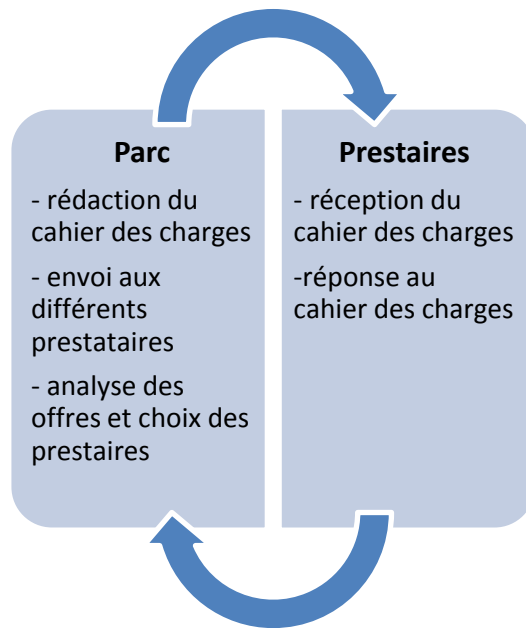 Parc
- rédaction du
cahier des charges
- envoi aux
différents
prestataires
- analyse des
offres et choix des
prestaires
Prestaires
- réception du
cahier des charges
-réponse au
cahier des charges